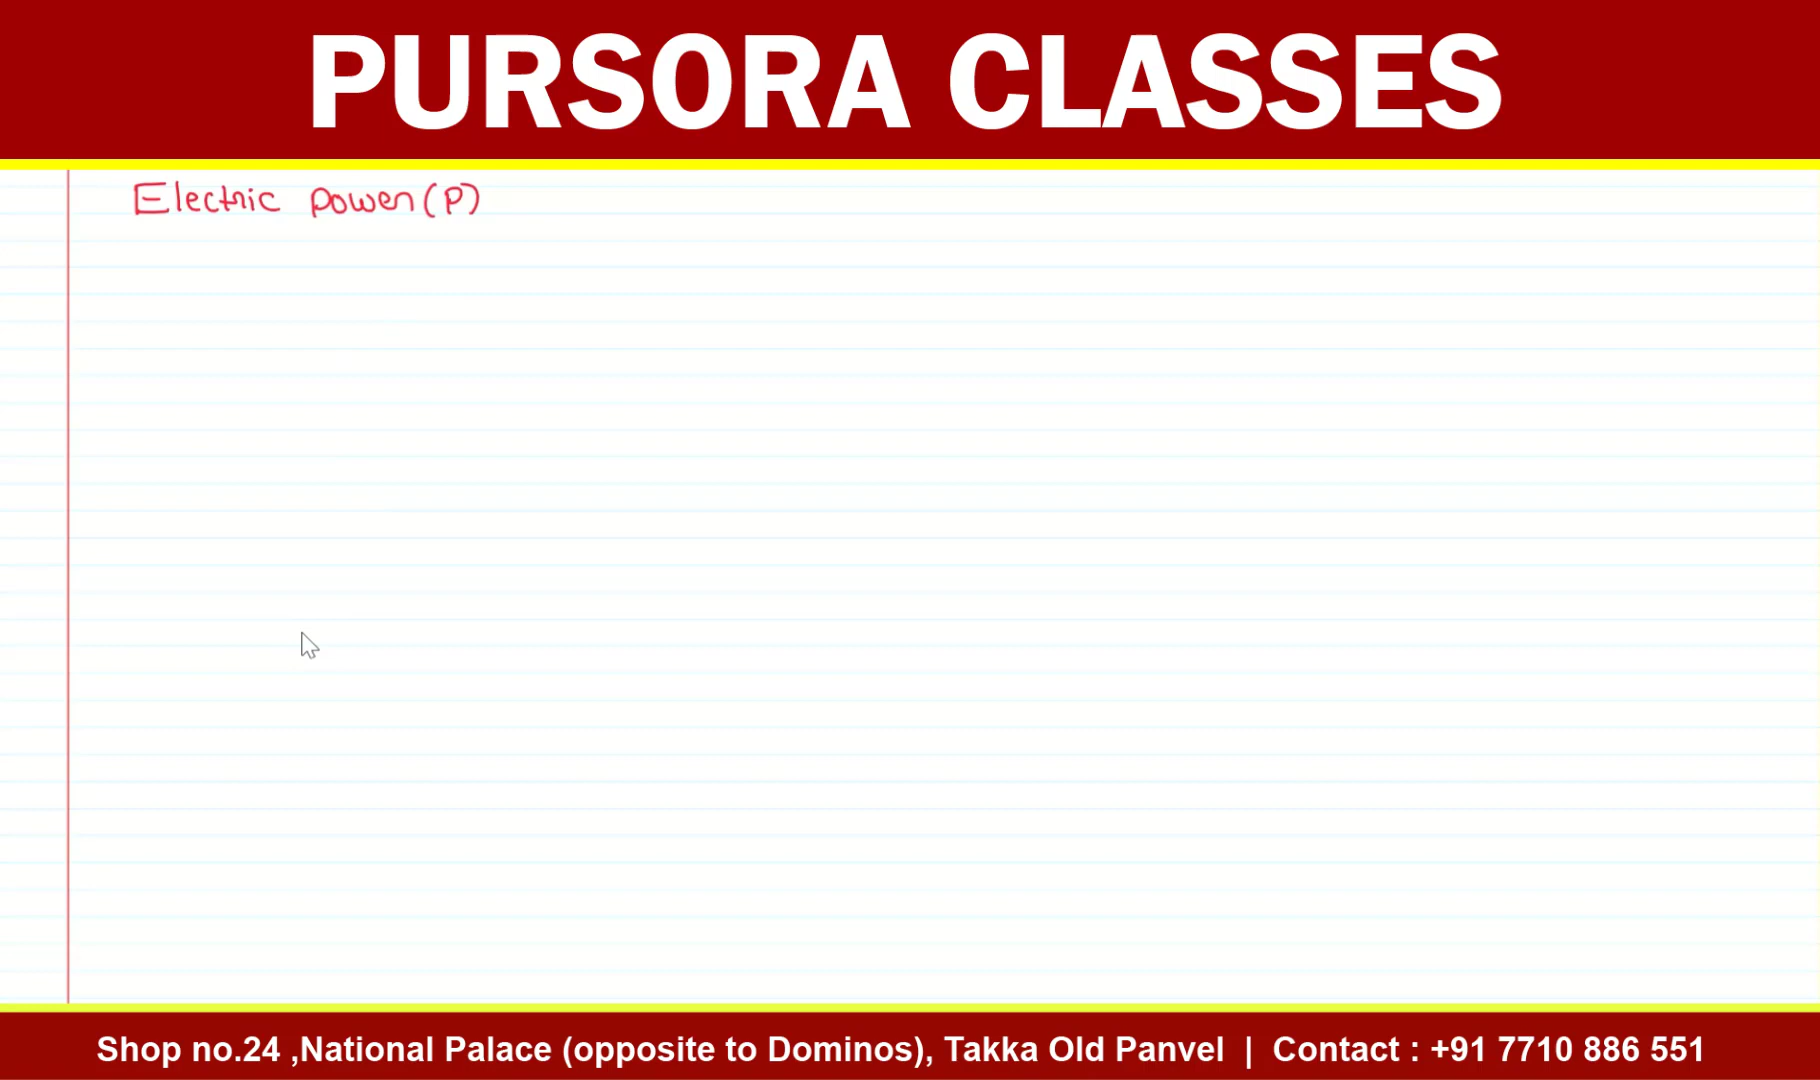 PURSORA CLASSES
Electric Power (P)
Shop no.24 ,National Palace (opposite to Dominos), Takka Old Panvel | Contact : +91 7710 886 551